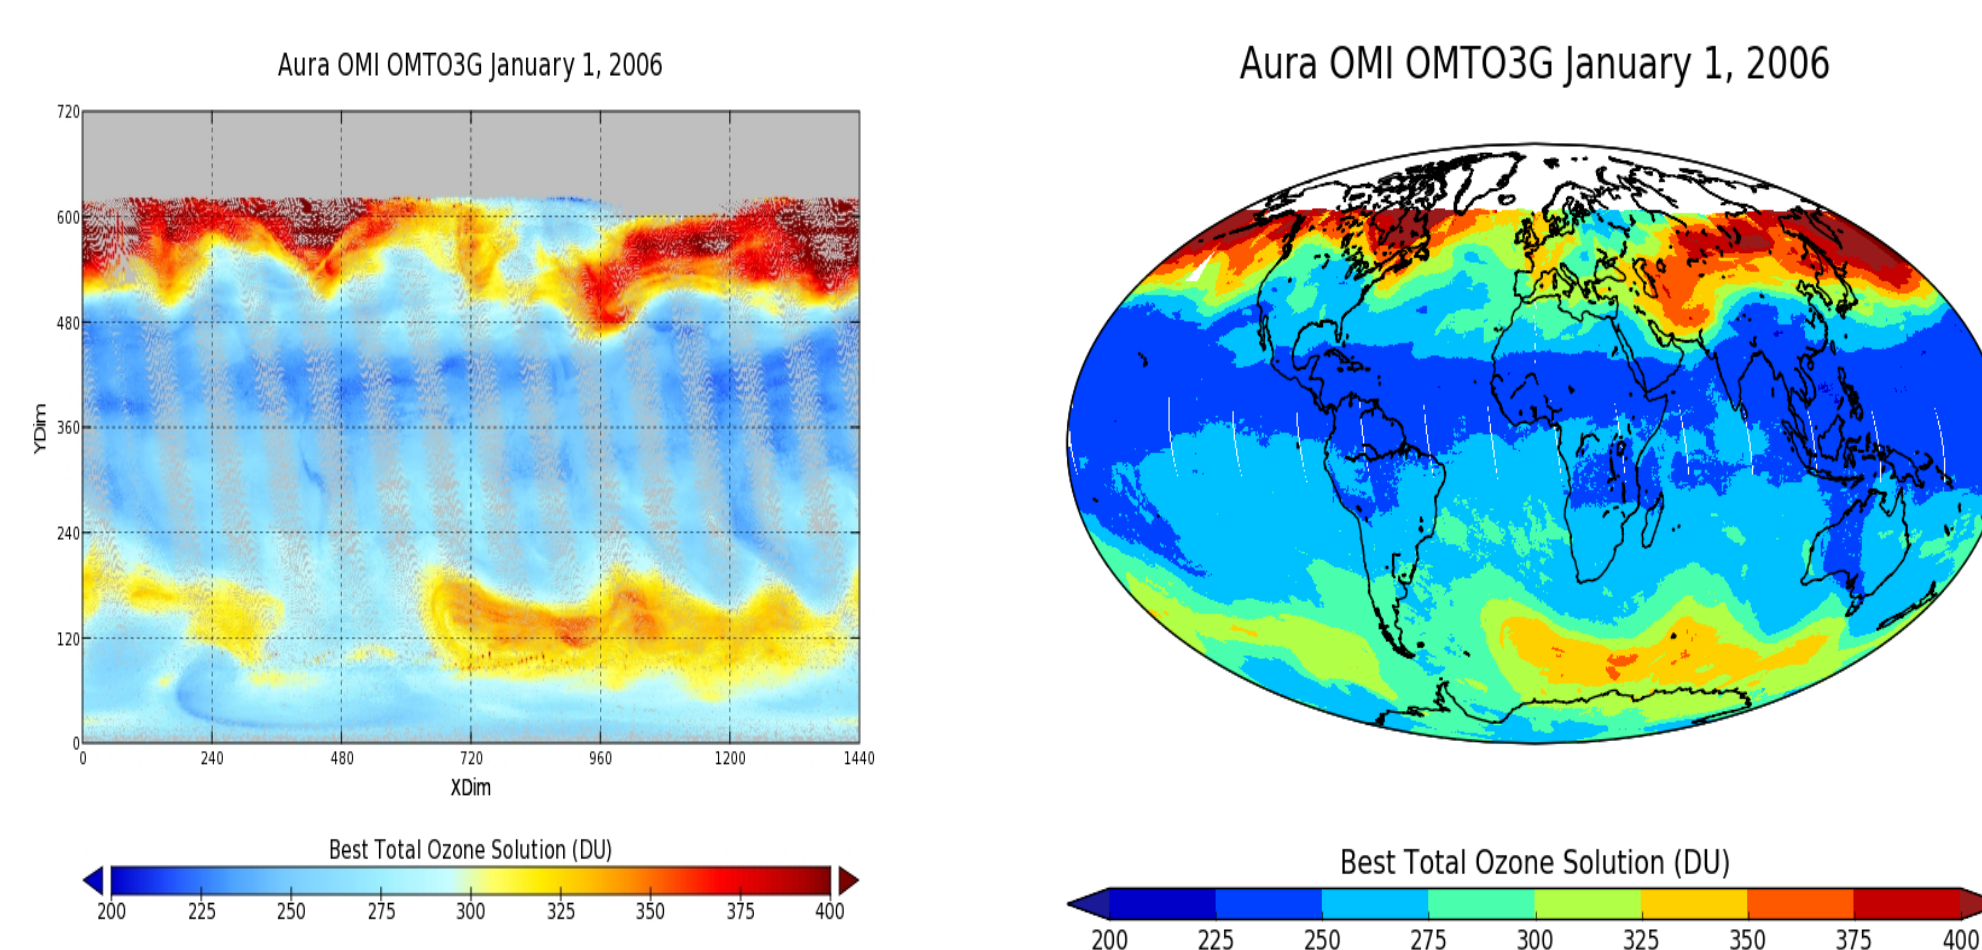 Aura OMI OMTO3G January 1, 2006
720
600
480
360
240
120
0
YDim
0 240 480 720 960 1200 1440
XDim
Best Total Ozone Solution (DU)
200 225 250 275 300 325 350 375 400
Aura OMI OMTO3G January 1, 2006
Best Total Ozone Solution (DU)
200 225 250 275 300 325 350 375 400